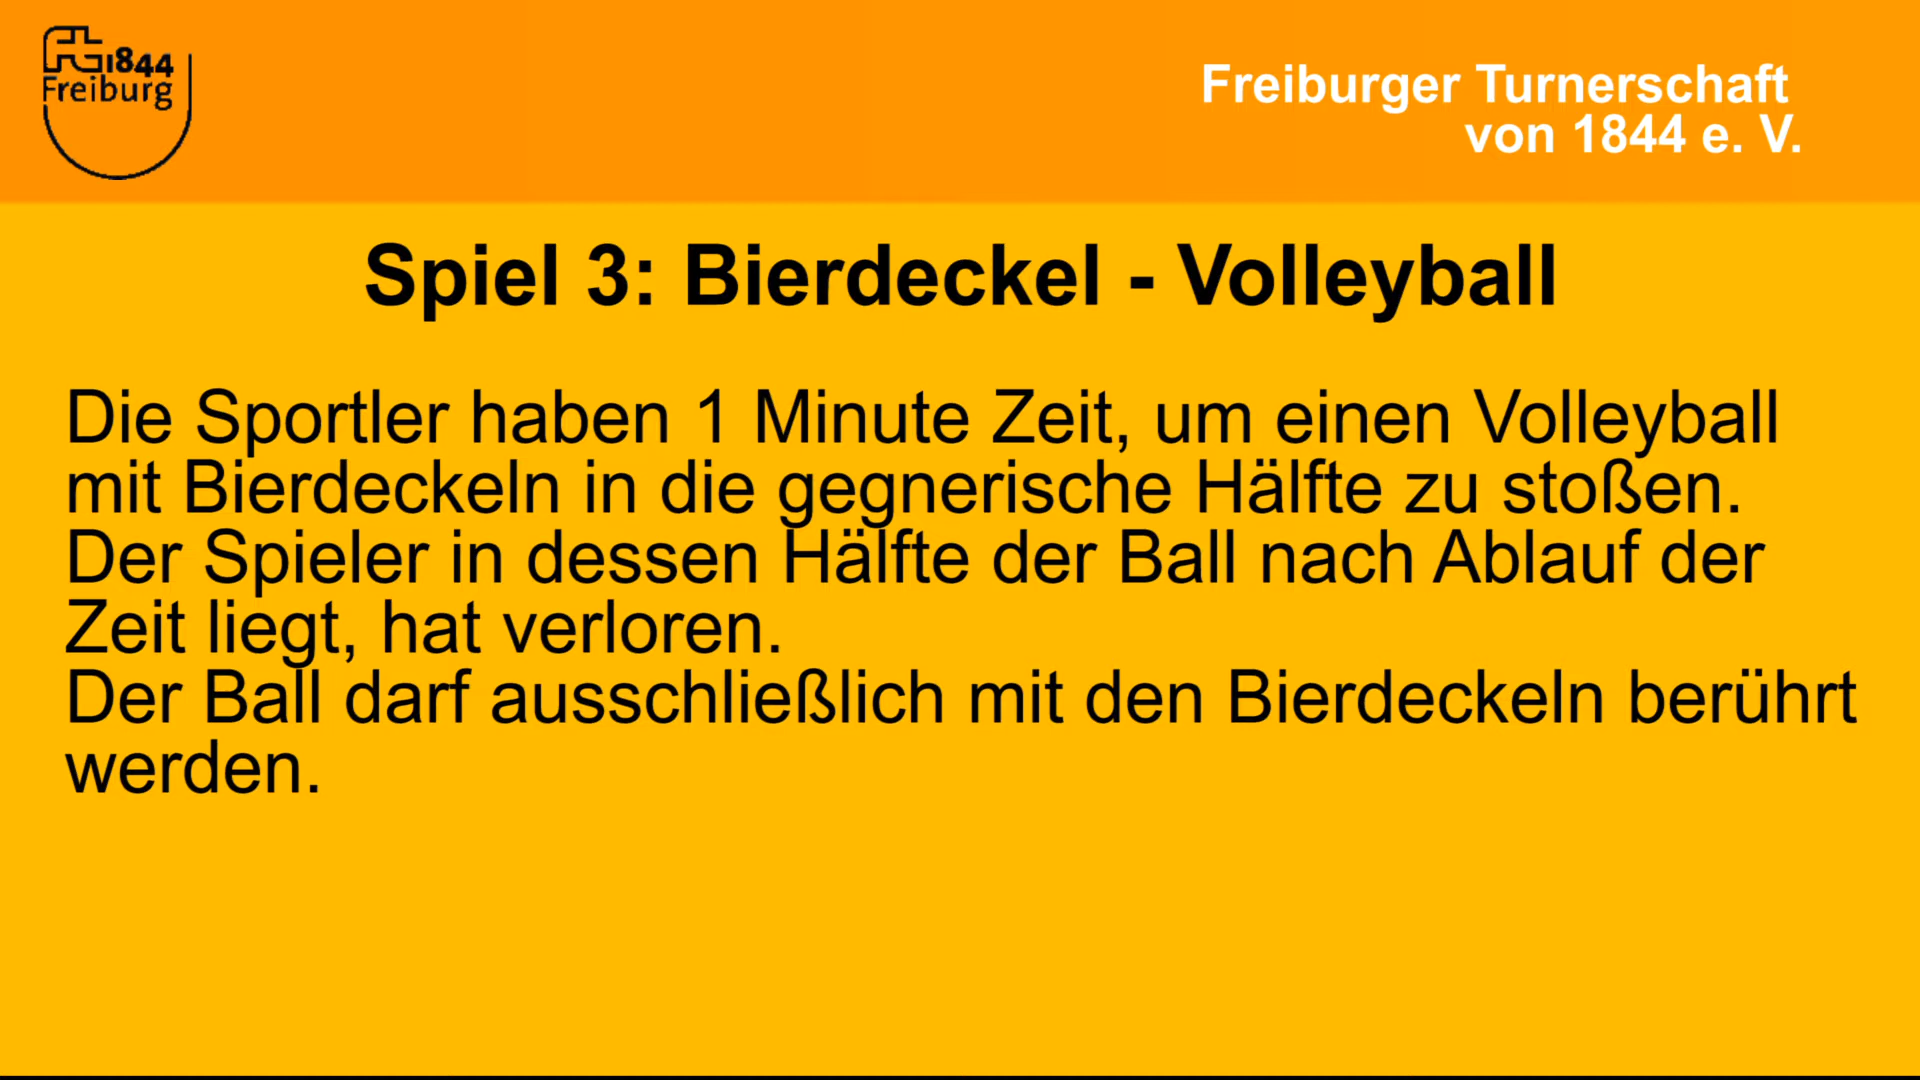 1844
Freiburg
Freiburger Turnerschaft
von 1844 e. V.
Spiel 3: Bierdeckel - Volleyball
Die Sportler haben 1 Minute Zeit, um einen Volleyball
mit Bierdeckeln in die gegnerische Hälfte zu stoßen.
Der Spieler in dessen Hälfte der Ball nach Ablauf der
Zeit liegt, hat verloren.
Der Ball darf ausschließlich mit den Bierdeckeln berührt
werden.